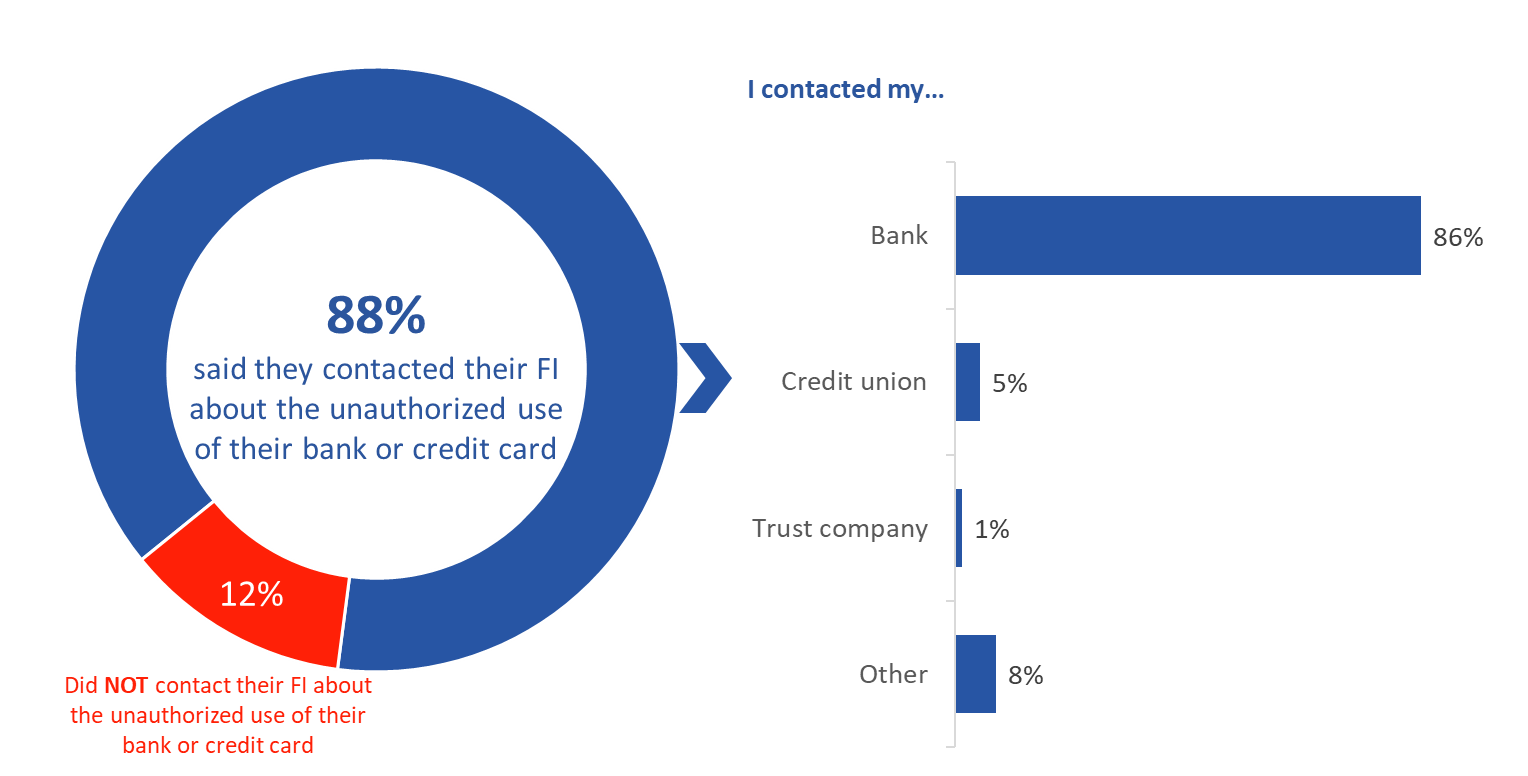 88%
said they contacted their FI
about the unauthorized use
of their bank or credit card
12%
Did NOT contact their FI about
the unauthorized use of their
bank or credit card
I contacted my...
Bank
86%
Credit union
5%
Trust company
1%
Other
8%